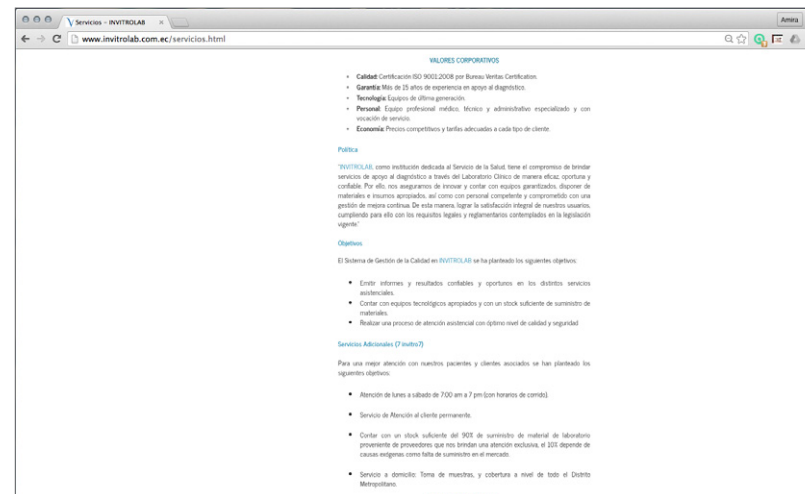 Servicios – INVITROLAB
Amira
www.invitrolab.com.ec/servicios.html
VALORES CORPORATIVOS
Calidad: Certificación ISO 9001:2008 por Bureau Veritas Certification.
Garantía: Más de 15 años de experiencia en apoyo al diagnóstico.
Tecnología: Equipos de última generación.
Personal: Equipo profesional médico, técnico y administrativo especializado y con
vocación de servicio.
Economía: Precios competitivos y tarifas adecuadas a cada tipo de cliente.
Política
"INVITROLAB, como institución dedicada al Servicio de la Salud, tiene el compromiso de brindar
servicios de apoyo al diagnóstico a través del Laboratorio Clínico de manera eficaz, oportuna y
confiable. Por ello, nos aseguramos de innovar y contar con equipos garantizados, disponer de
materiales e insumos apropiados, así como con personal competente y comprometido con una
gestión de mejora continua. De esta manera, lograr la satisfacción integral de nuestros usuarios,
cumpliendo para ello con los requisitos legales y reglamentarios contemplados en la legislación
vigente."
Objetivos
El Sistema de Gestión de la Calidad en INVITROLAB se ha planteado los siguientes objetivos:
Emitir informes y resultados confiables y oportunos en los distintos servicios
asistenciales.
Contar con equipos tecnológicos apropiados y con un stock suficiente de suministro de
materiales.
Realizar una proceso de atención asistencial con óptimo nivel de calidad y seguridad
Servicios Adicionales (7 invitro7)
Para una mejor atención con nuestros pacientes y clientes asociados se han planteado los
siguientes objetivos:
Atención de lunes a sábado de 7:00 am a 7 pm (con horarios de corrido).
Servicio de Atención al cliente permanente.
Contar con un stock suficiente del 90% de suministro de material de laboratorio
proveniente de proveedores que nos brindan una atención exclusiva, el 10% depende de
causas exógenas como falta de suministro en el mercado.
Servicio a domicilio: Toma de muestras, y cobertura a nivel de todo el Distrito
Metropolitano.